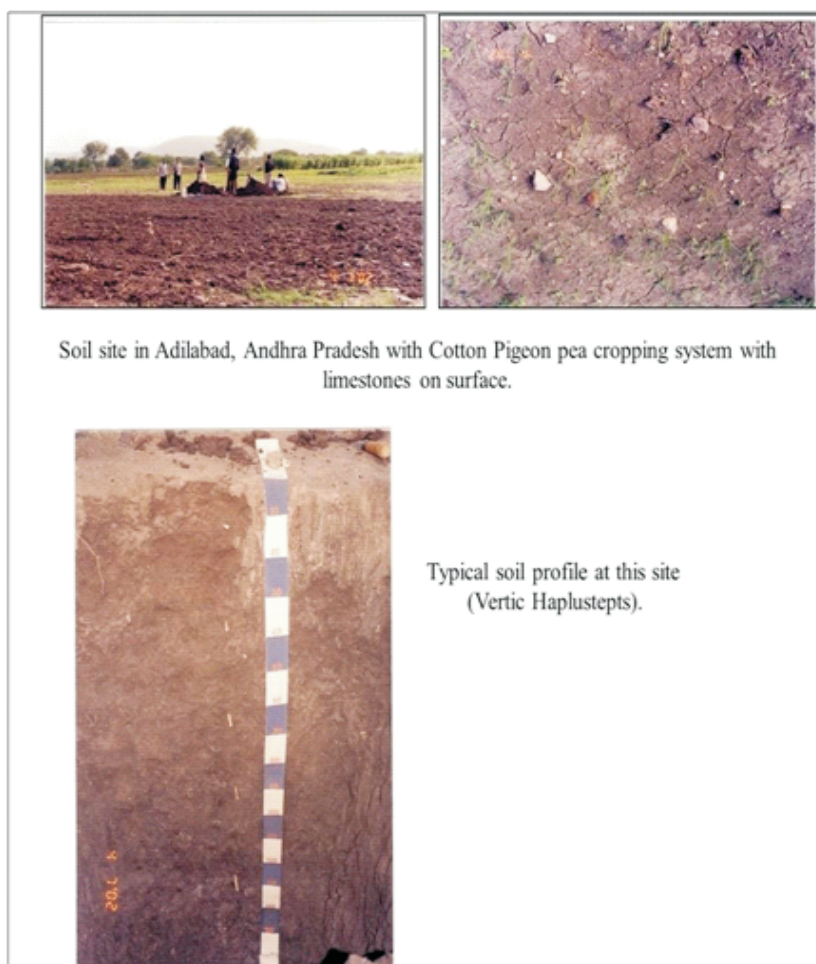 Soil site in Adilabad, Andhra Pradesh with Cotton Pigeon pea cropping system with
limestones on surface.
Typical soil profile at this site
(Vertic Haplustepts).